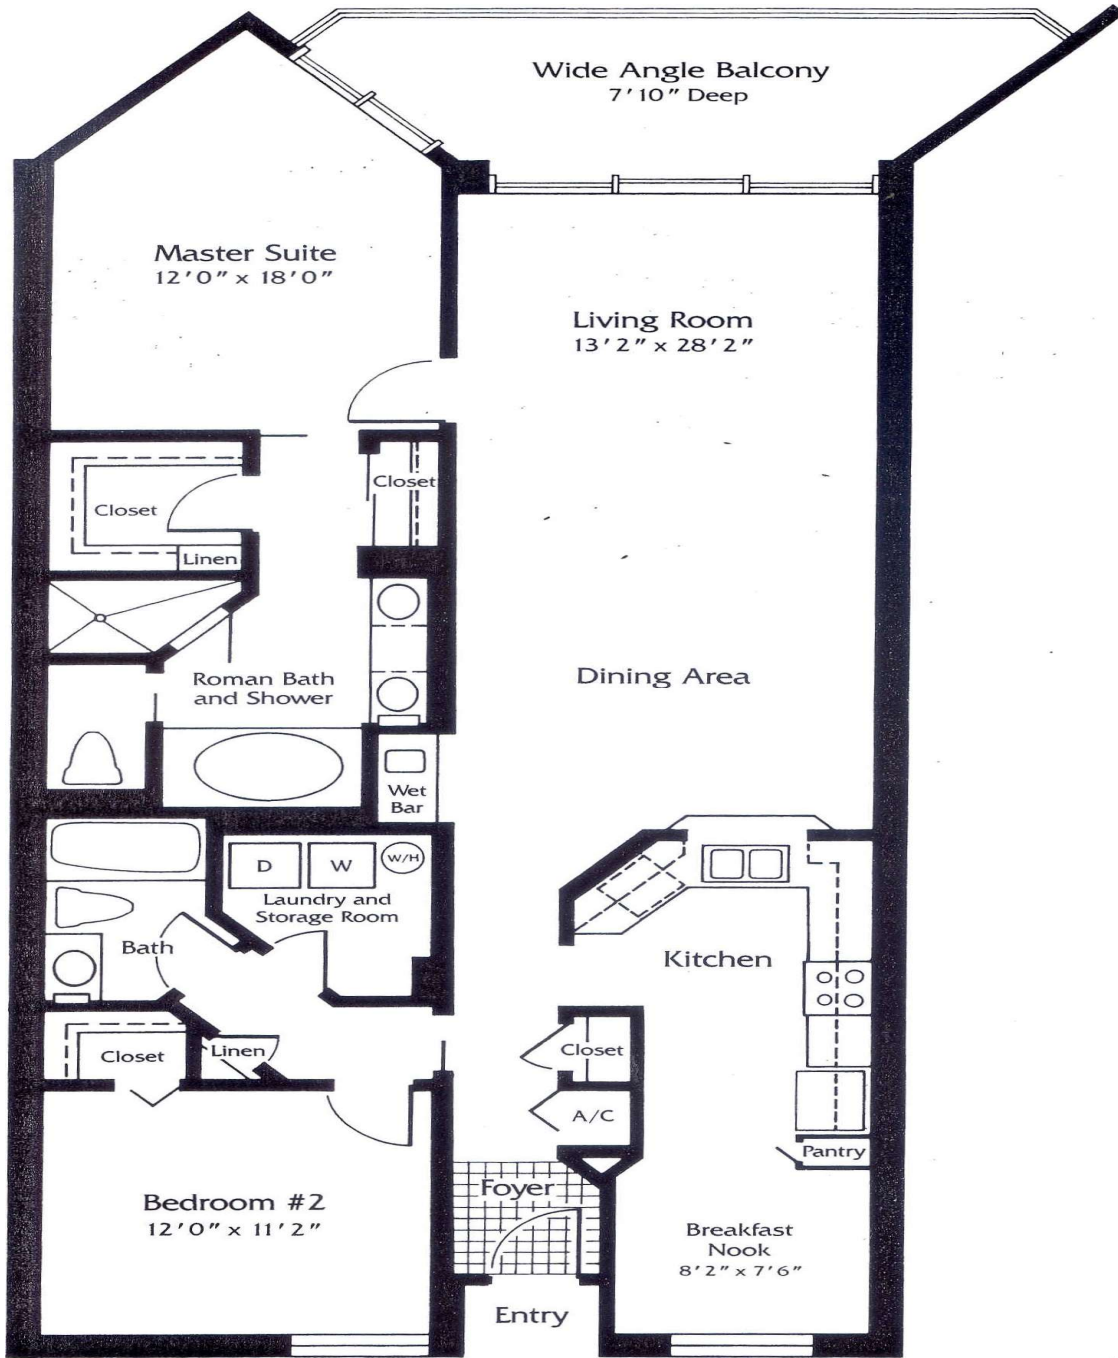 Wide Angle Balcony
7'10" Deep
Master Suite
12'0" x 18'0"
Living Room
13'2" x 28'2"
Closet
Closet
Linen
Roman Bath
and Shower
Dining Area
Wet
Bar
D
W
W/H
Laundry and
Storage Room
Bath
Kitchen
Closet
Linen
Closet
A/C
Pantry
Foyer
Bedroom #2
12'0" x 11'2"
Breakfast
Nook
8'2" x 7'6"
Entry